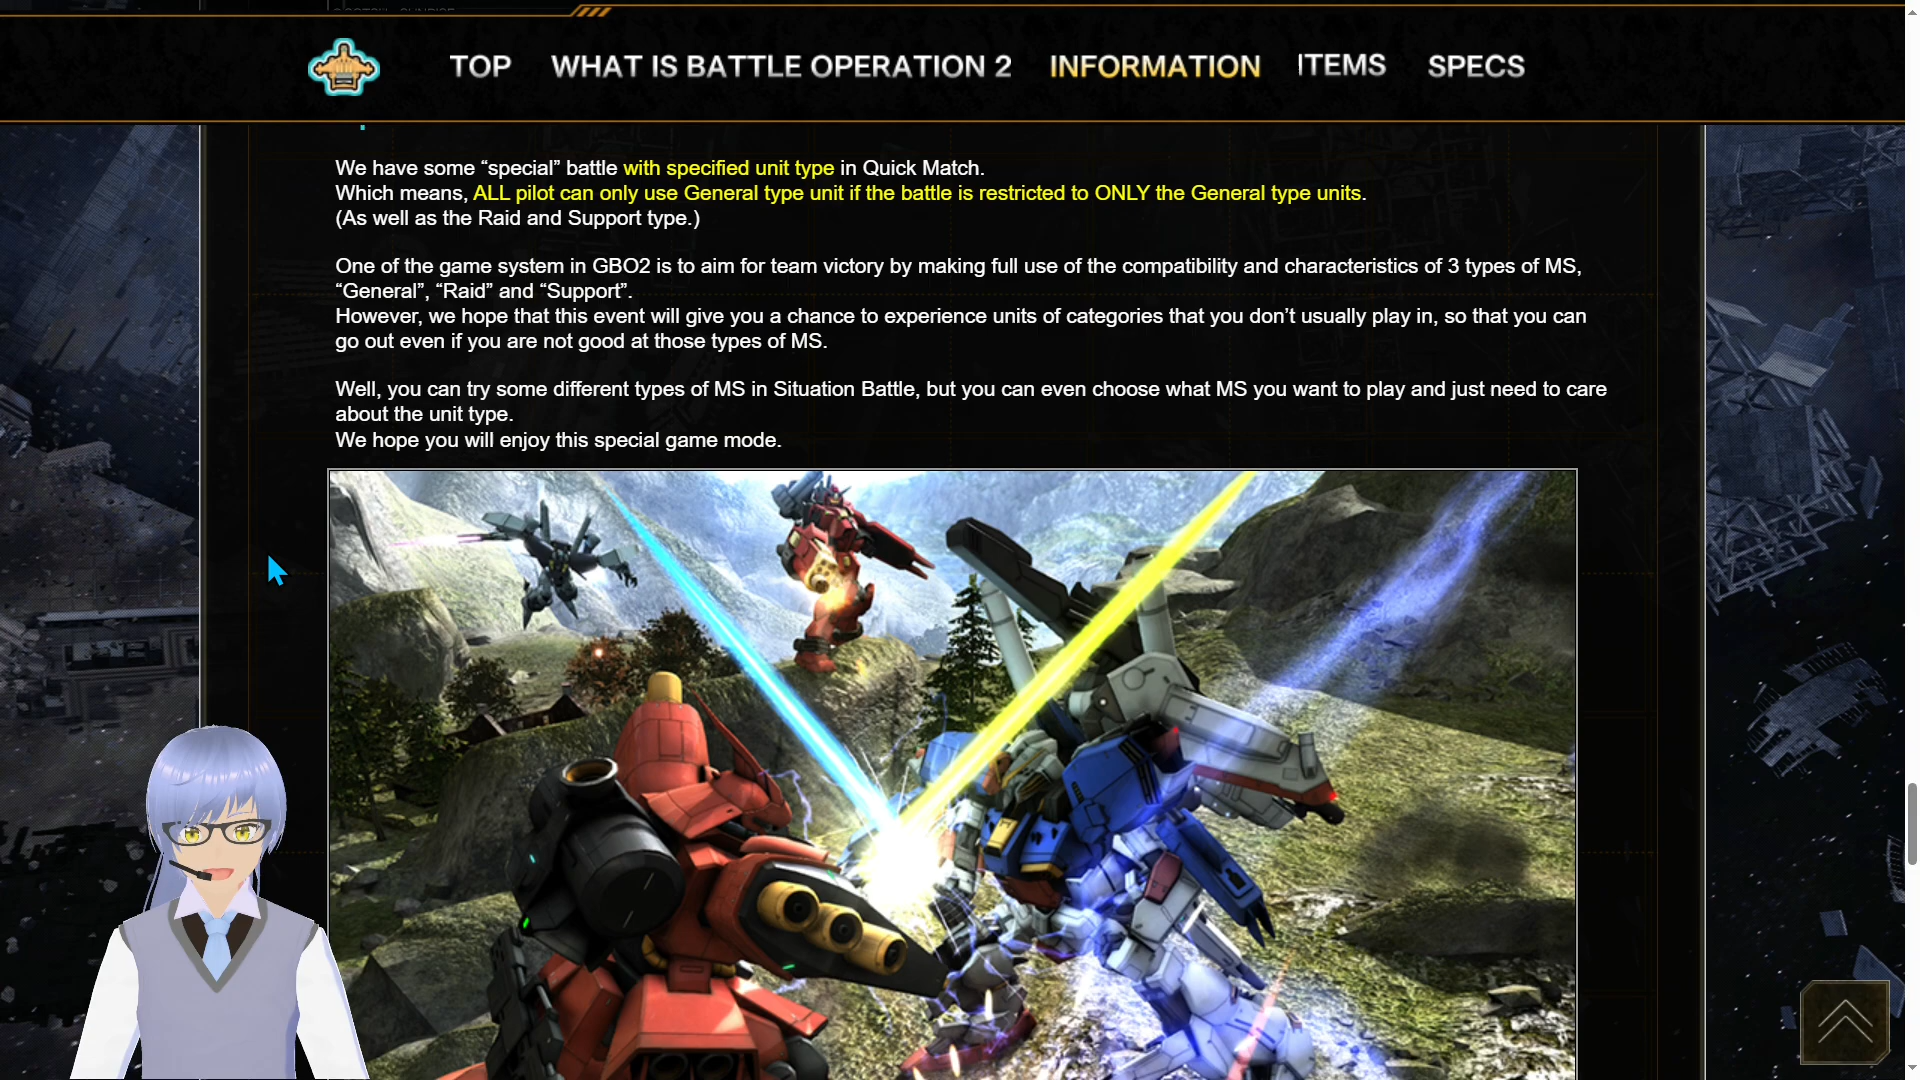 TOP
WHAT IS BATTLE OPERATION 2
INFORMATION
ITEMS
SPECS
We have some “special” battle with specified unit type in Quick Match.
Which means, ALL pilot can only use General type unit if the battle is restricted to ONLY the General type units.
(As well as the Raid and Support type.)
One of the game system in GBO2 is to aim for team victory by making full use of the compatibility and characteristics of 3 types of MS,
“General”, “Raid” and “Support”.
However, we hope that this event will give you a chance to experience units of categories that you don’t usually play in, so that you can
go out even if you are not good at those types of MS.
Well, you can try some different types of MS in Situation Battle, but you can even choose what MS you want to play and just need to care
about the unit type.
We hope you will enjoy this special game mode.